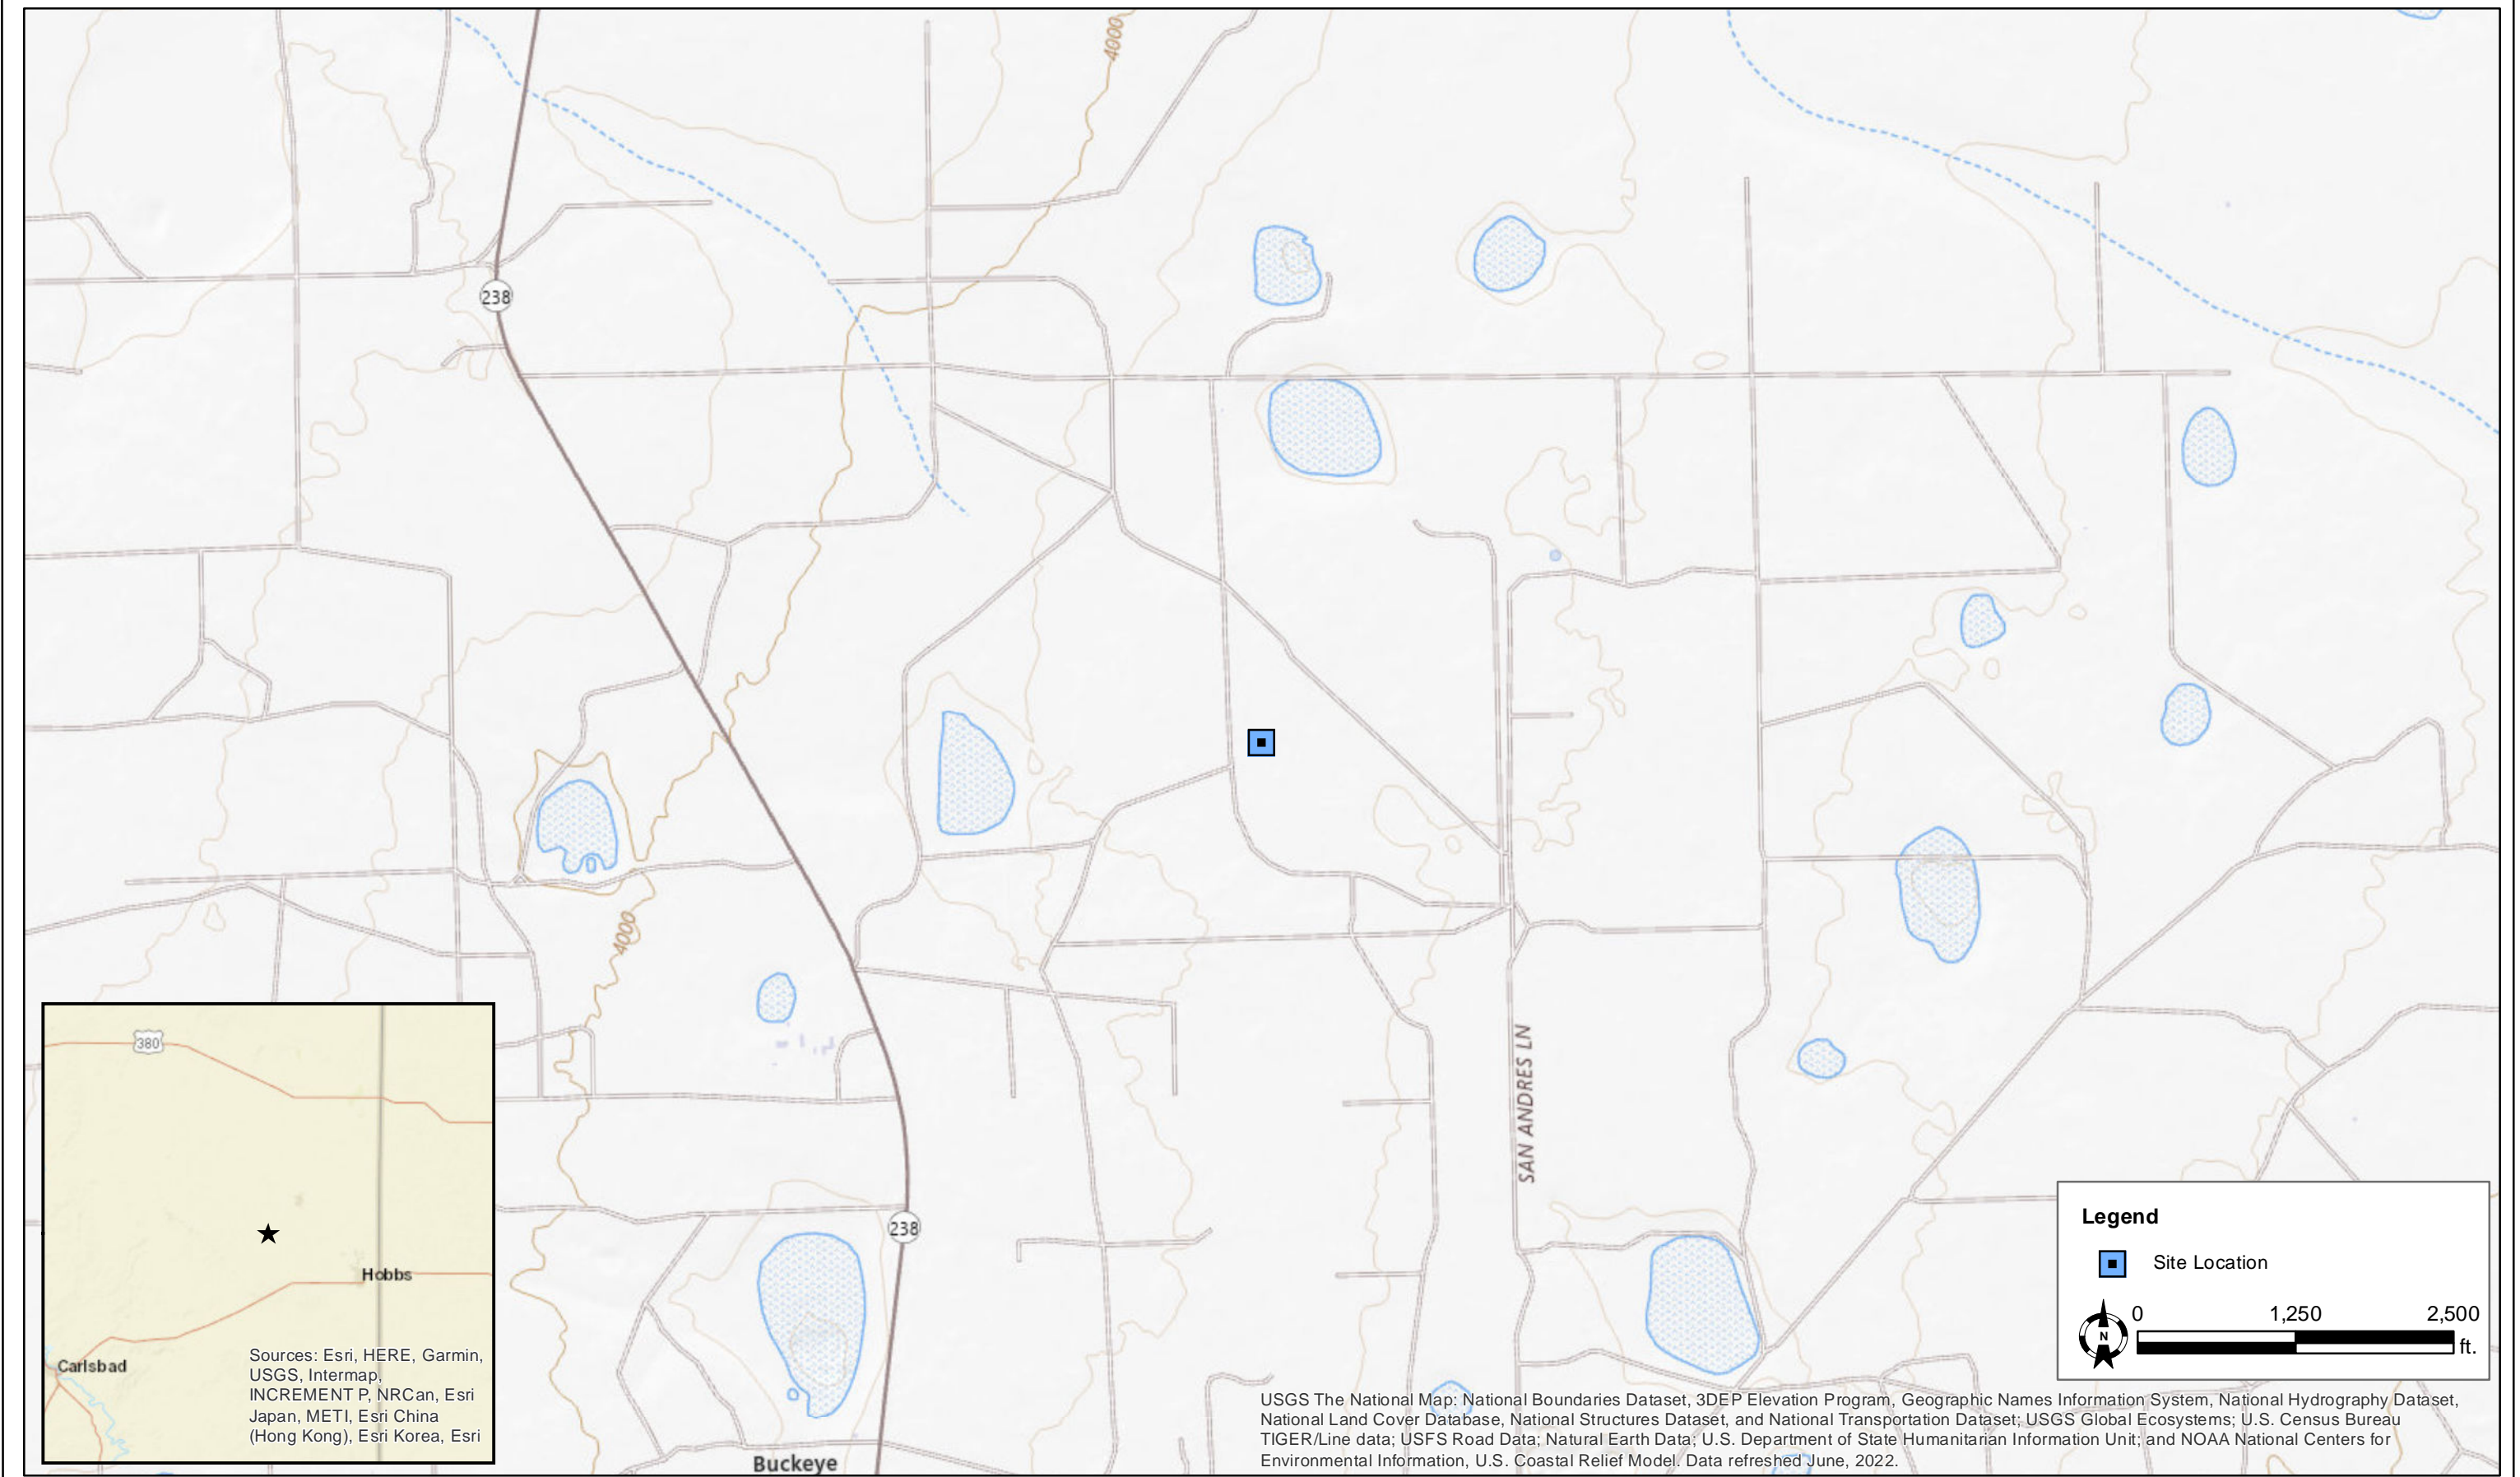 4000
238
4000
SAN ANDRES LN
238
Buckeye
380
Hobbs
Carlsbad
Sources: Esri, HERE, Garmin,
USGS, Intermap,
INCREMENT P, NRCan, Esri
Japan, METI, Esri China
(Hong Kong), Esri Korea, Esri
Legend
Site Location
N
0 1,250 2,500
ft.
USGS The National Map: National Boundaries Dataset, 3DEP Elevation Program, Geographic Names Information System, National Hydrography Dataset,
National Land Cover Database, National Structures Dataset, and National Transportation Dataset; USGS Global Ecosystems; U.S. Census Bureau
TIGER/Line data; USFS Road Data; Natural Earth Data; U.S. Department of State Humanitarian Information Unit; and NOAA National Centers for
Environmental Information, U.S. Coastal Relief Model. Data refreshed June, 2022.